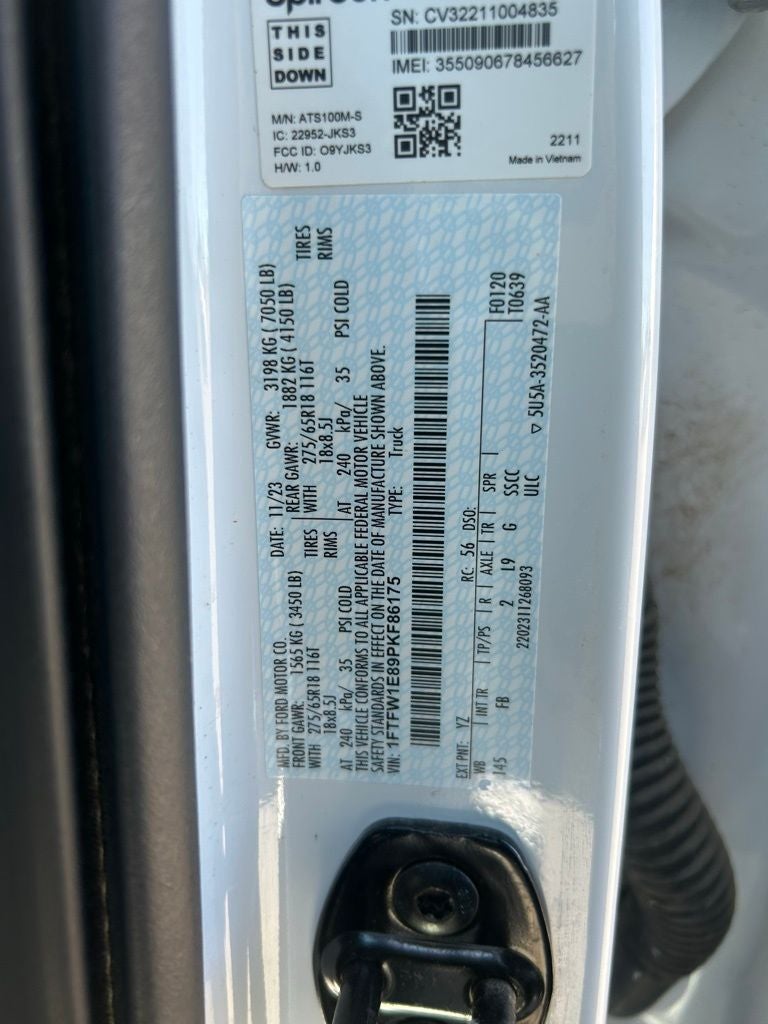 SN: CV32211004835
THIS
SIDE
DOWN
IMEI: 355090678456627
M/N: ATS100M-S
IC: 22952-JKS3
FCC ID: O9YJKS3
H/W: 1.0
2211
Made in Vietnam
MFD. BY FORD MOTOR CO.
DATE: 11/23 GVWR: 3198 KG ( 7050 LB)
FRONT GAWR: 1565 KG ( 3450 LB) REAR GAWR: 1882 KG ( 4150 LB)
WITH 275/65R18 116T TIRES WITH 275/65R18 116T TIRES
18x8.5J RIMS 18x8.5J RIMS
AT 240 kPa/ 35 PSI COLD AT 240 kPa/ 35 PSI COLD
THIS VEHICLE CONFORMS TO ALL APPLICABLE FEDERAL MOTOR VEHICLE
SAFETY STANDARDS IN EFFECT ON THE DATE OF MANUFACTURE SHOWN ABOVE.
VIN: 1FTFW1E89PKF86175 TYPE: Truck
EXT PNT: YZ RC: 56 DSO: F0120
WB INT TR TP/PS R AXLE TR SPR T0639
145 FB 2 L9 G SSCC
2202311268093 ULC ▽ 5U5A-3520472-AA